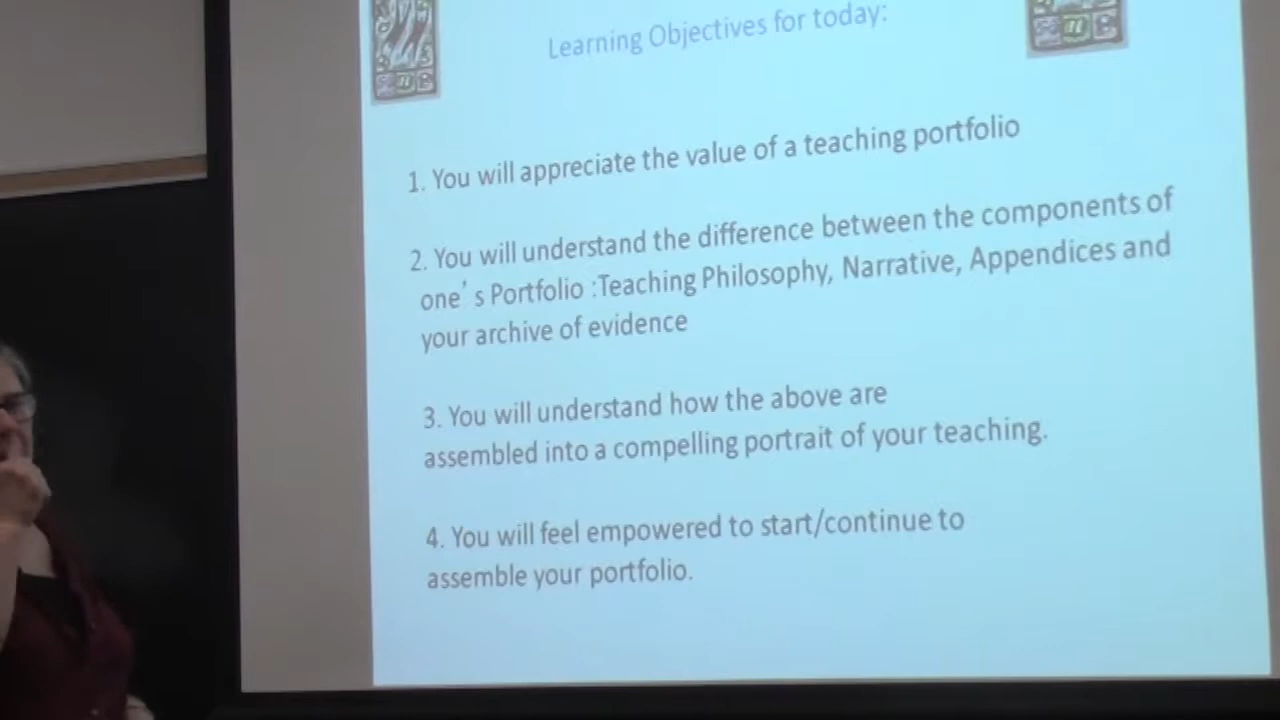 Learning Objectives for today:
1. You will appreciate the value of a teaching portfolio
2. You will understand the difference between the components of
one's Portfolio :Teaching Philosophy, Narrative, Appendices and
your archive of evidence
3. You will understand how the above are
assembled into a compelling portrait of your teaching.
4. You will feel empowered to start/continue to
assemble your portfolio.